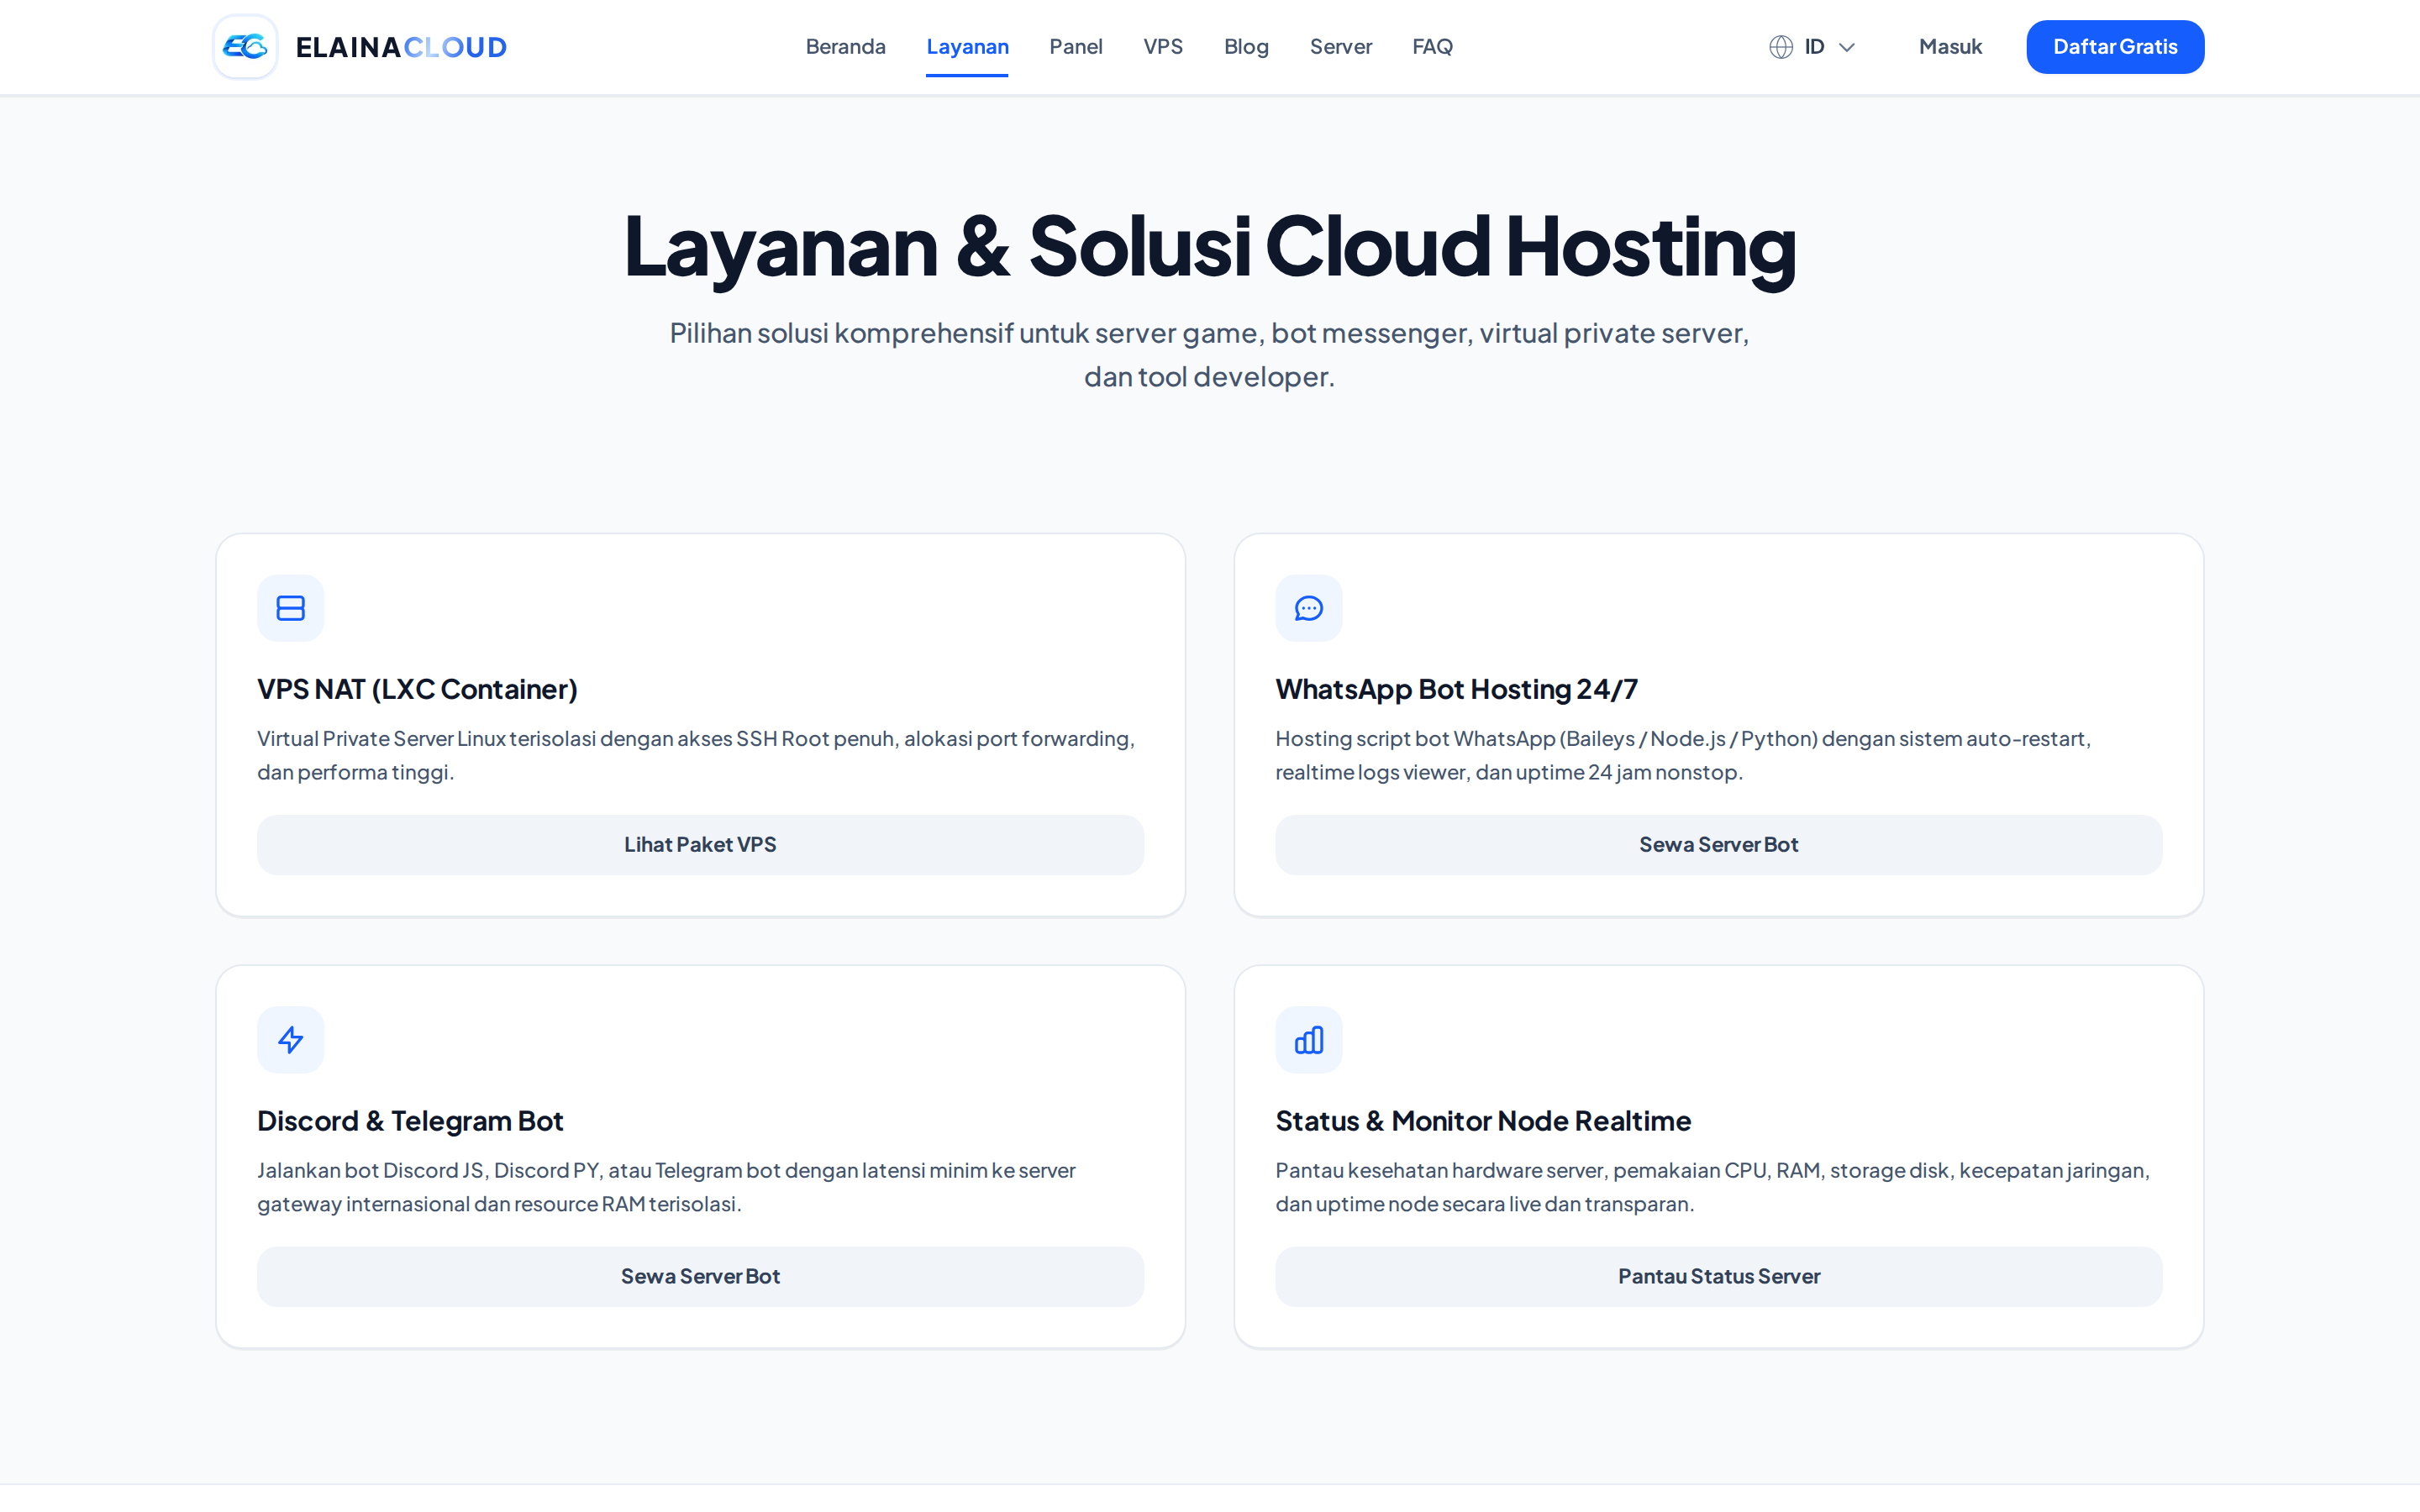 ELAINACLOUD
Beranda
Layanan
Panel
VPS
Blog
Server
FAQ
ID
Masuk
Daftar Gratis
Layanan & Solusi Cloud Hosting
Pilihan solusi komprehensif untuk server game, bot messenger, virtual private server,
dan tool developer.
VPS NAT (LXC Container)
Virtual Private Server Linux terisolasi dengan akses SSH Root penuh, alokasi port forwarding,
dan performa tinggi.
Lihat Paket VPS
WhatsApp Bot Hosting 24/7
Hosting script bot WhatsApp (Baileys / Node.js / Python) dengan sistem auto-restart,
realtime logs viewer, dan uptime 24 jam nonstop.
Sewa Server Bot
Discord & Telegram Bot
Jalankan bot Discord JS, Discord PY, atau Telegram bot dengan latensi minim ke server
gateway internasional dan resource RAM terisolasi.
Sewa Server Bot
Status & Monitor Node Realtime
Pantau kesehatan hardware server, pemakaian CPU, RAM, storage disk, kecepatan jaringan,
dan uptime node secara live dan transparan.
Pantau Status Server